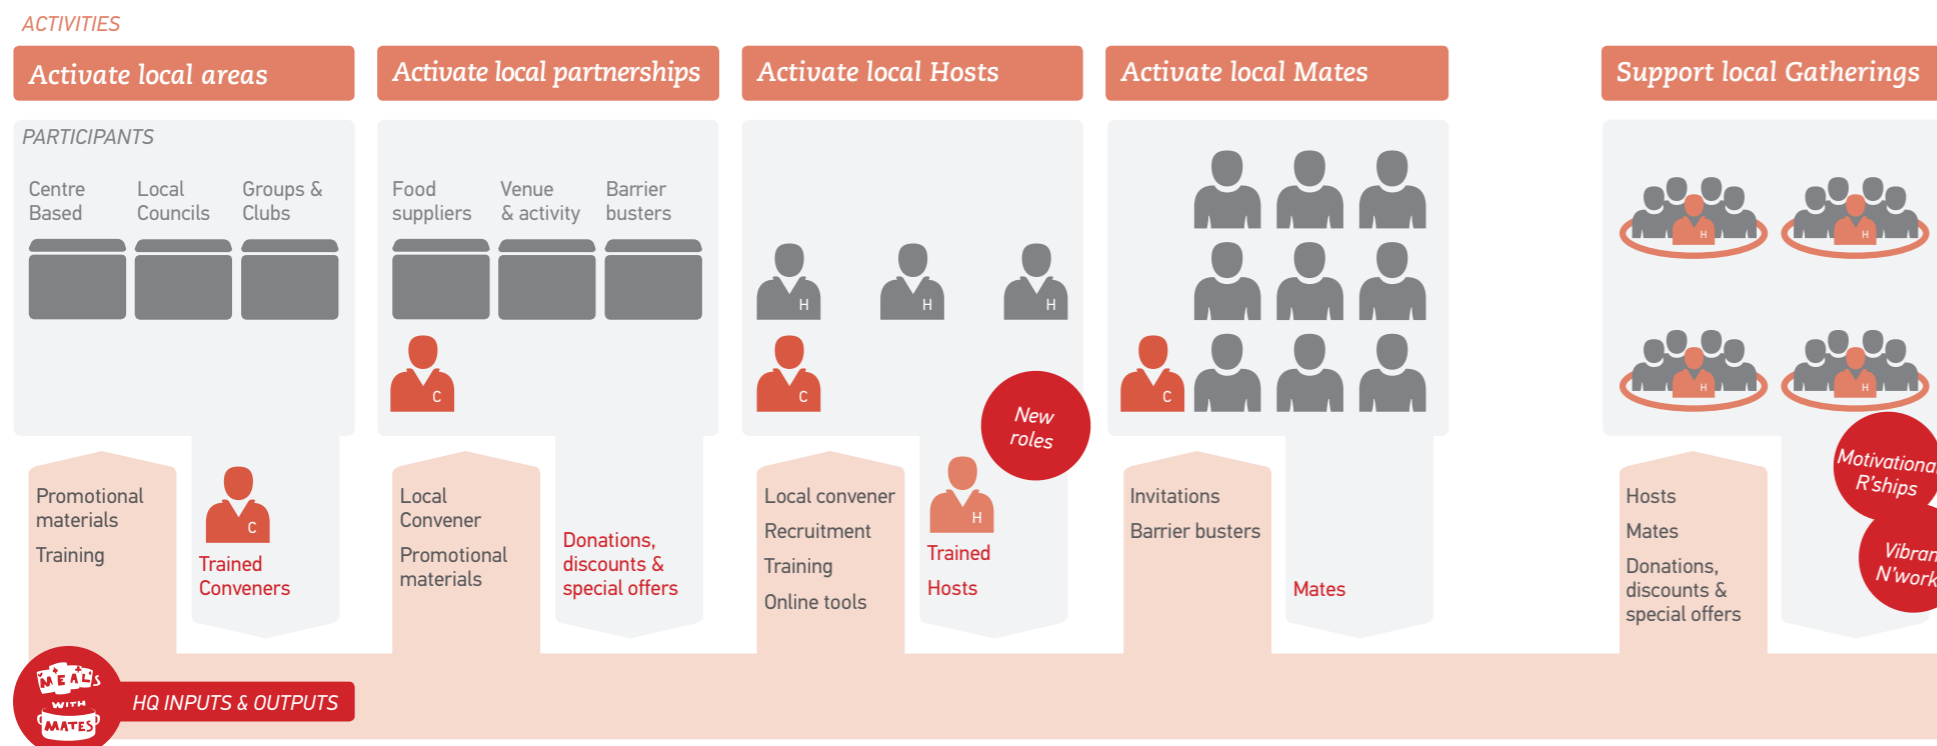 ACTIVITIES
Activate local areas
Activate local partnerships
Activate local Hosts
Activate local Mates
Support local Gatherings
PARTICIPANTS
Centre
Based
Local
Councils
Groups &
Clubs
Food
suppliers
Venue
& activity
Barrier
busters
H
H
H
C
C
C
H
H
H
H
New
roles
Promotional
materials
Training
C
Trained
Conveners
Local
Convener
Promotional
materials
Donations,
discounts &
special offers
Local convener
Recruitment
Training
Online tools
H
Trained
Hosts
Invitations
Barrier busters
Mates
Hosts
Mates
Donations,
discounts &
special offers
R'ships
MEALS
WITH
MATES
HQ INPUTS & OUTPUTS